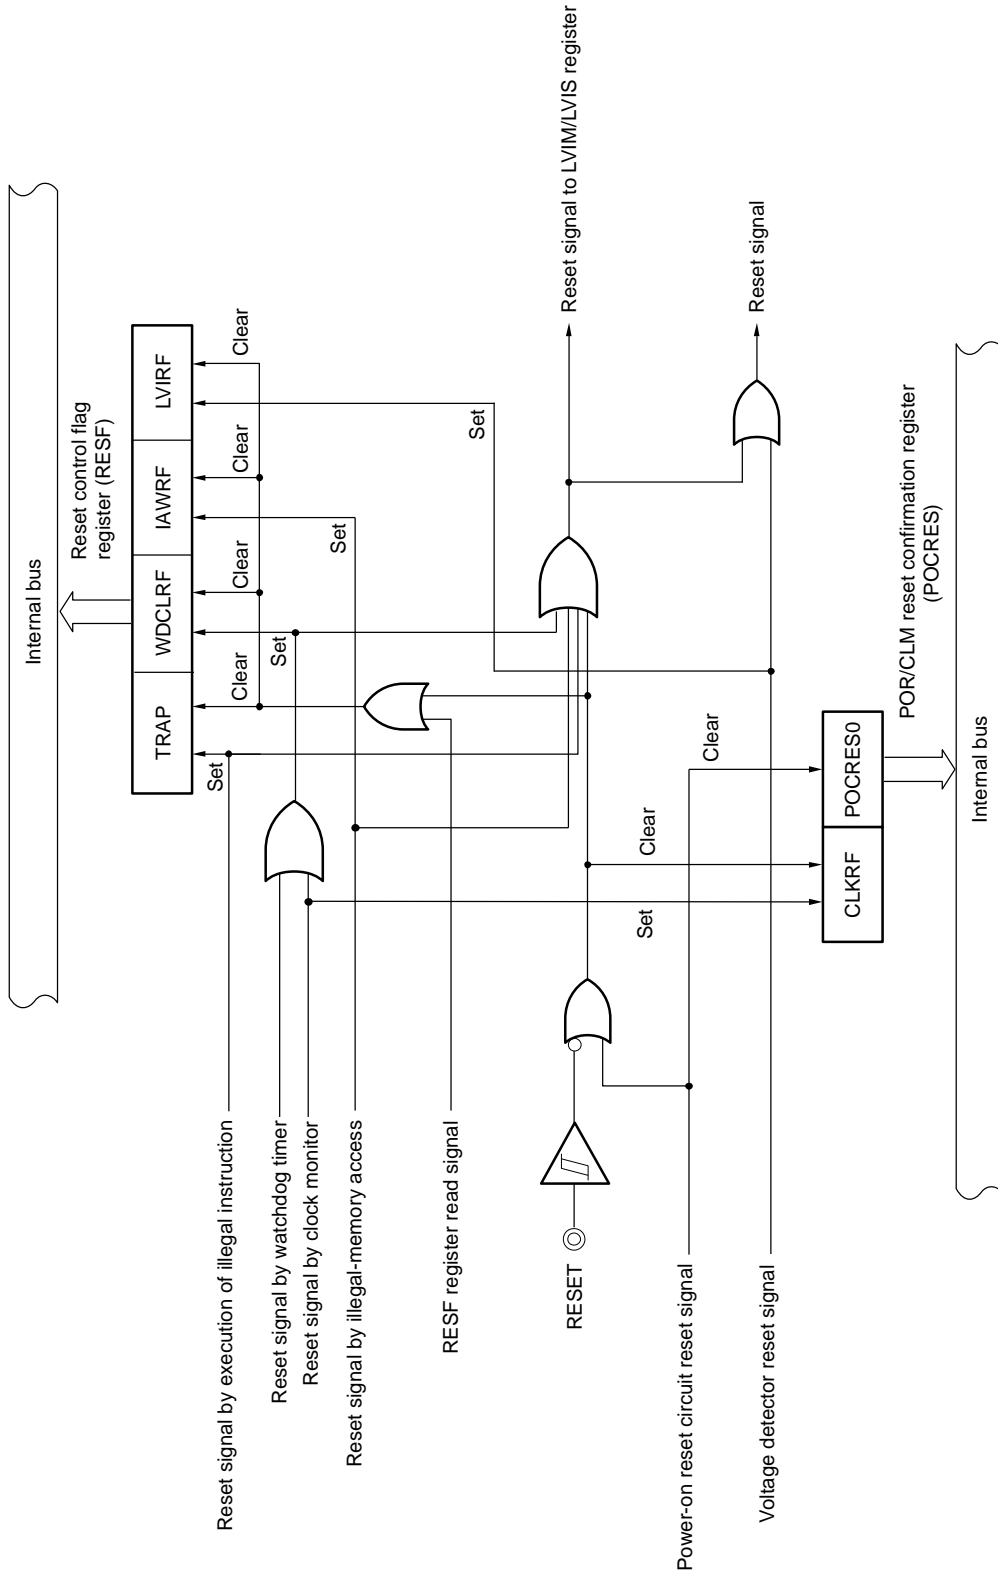 Internal bus
Reset control flag
register (RESF)
TRAP
WDCLRF
IAWRF
LVIRF
Set
Clear
Set
Clear
Set
Clear
Set
Clear
Reset signal by execution of illegal instruction
Reset signal by watchdog timer
Reset signal by clock monitor
Reset signal by illegal-memory access
RESF register read signal
RESET
Power-on reset circuit reset signal
Voltage detector reset signal
Reset signal to LVIM/LVIS register
Reset signal
Set
Clear
Clear
CLKRF
POCRES0
POR/CLM reset confirmation register
(POCRES)
Internal bus